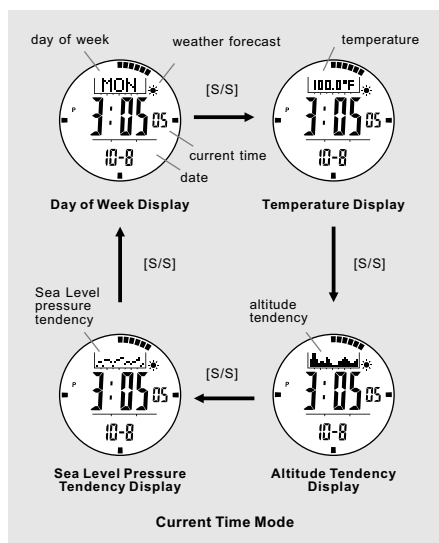 day of week
weather forecast
temperature
MON
P
3:05 05
10-8
current time
date
Day of Week Display
[S/S]
100.0°F
P
3:05 05
10-8
Temperature Display
[S/S]
[S/S]
Sea Level
pressure
tendency
altitude
tendency
P
3:05 05
10-8
Sea Level Pressure
Tendency Display
[S/S]
P
3:05 05
10-8
Altitude Tendency
Display
Current Time Mode